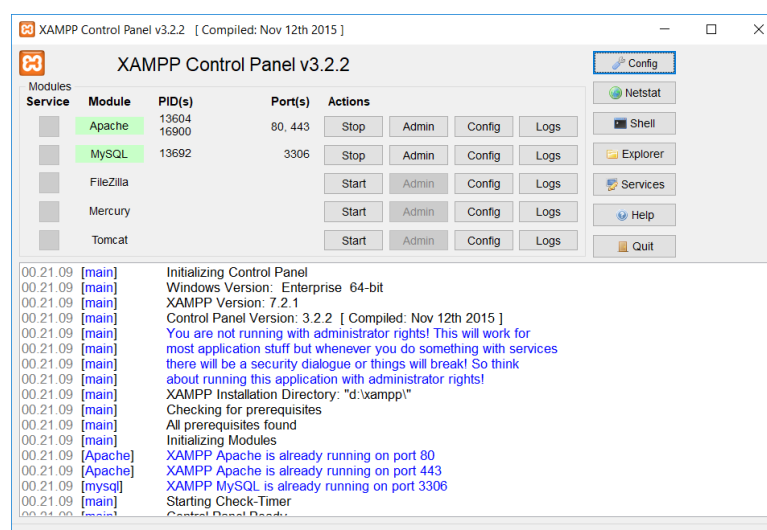 XAMPP Control Panel v3.2.2 [ Compiled: Nov 12th 2015 ]
XAMPP Control Panel v3.2.2
Config
Modules
Service Module PID(s) Port(s) Actions
Netstat
Apache 13604 16900 80, 443 Stop Admin Config Logs
Shell
MySQL 13692 3306 Stop Admin Config Logs
Explorer
FileZilla Start Admin Config Logs
Services
Mercury Start Admin Config Logs
Help
Tomcat Start Admin Config Logs
Quit
00.21.09 [main] Initializing Control Panel
00.21.09 [main] Windows Version: Enterprise 64-bit
00.21.09 [main] XAMPP Version: 7.2.1
00.21.09 [main] Control Panel Version: 3.2.2 [ Compiled: Nov 12th 2015 ]
00.21.09 [main] You are not running with administrator rights! This will work for
00.21.09 [main] most application stuff but whenever you do something with services
00.21.09 [main] there will be a security dialogue or things will break! So think
00.21.09 [main] about running this application with administrator rights!
00.21.09 [main] XAMPP Installation Directory: "d:\xampp\"
00.21.09 [main] Checking for prerequisites
00.21.09 [main] All prerequisites found
00.21.09 [main] Initializing Modules
00.21.09 [Apache] XAMPP Apache is already running on port 80
00.21.09 [Apache] XAMPP Apache is already running on port 443
00.21.09 [mysql] XAMPP MySQL is already running on port 3306
00.21.09 [main] Starting Check-Timer
00.21.09 [main] Control Panel Ready